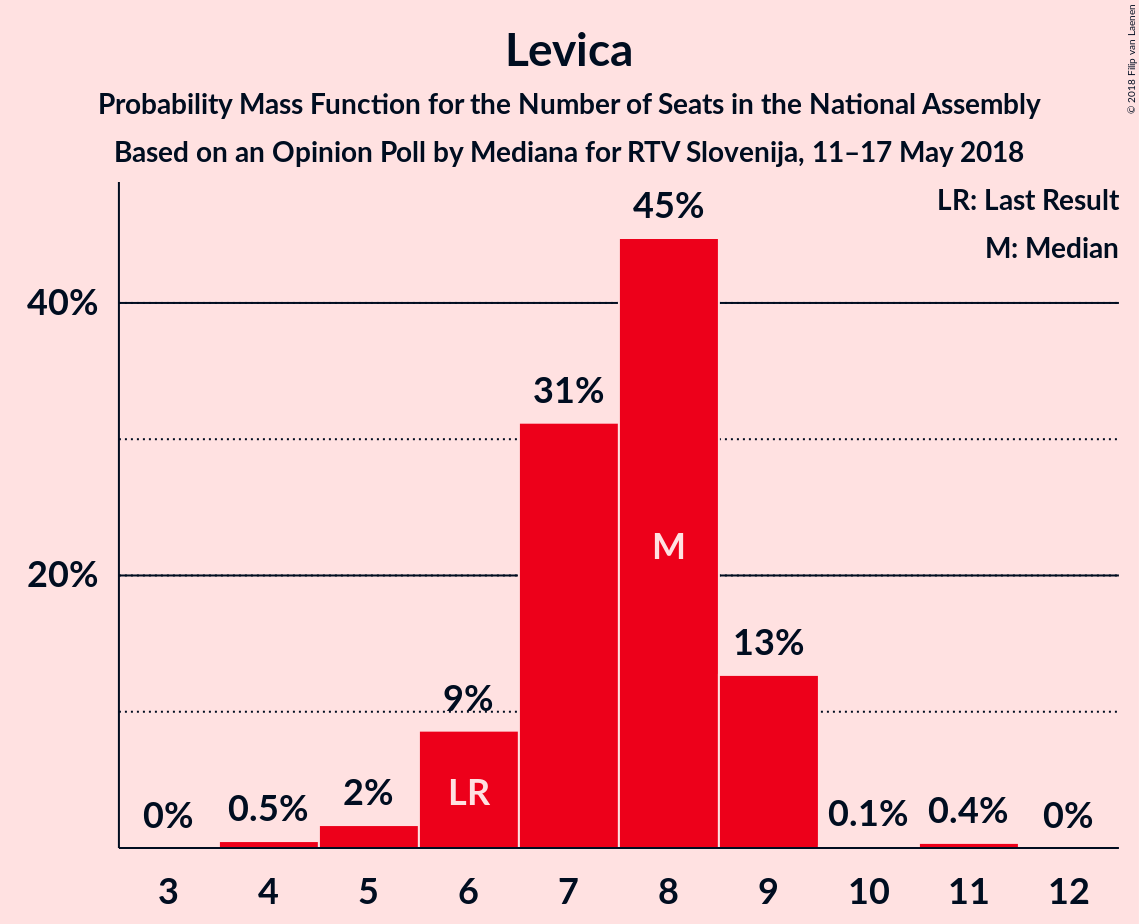 Levica
Probability Mass Function for the Number of Seats in the National Assembly
Based on an Opinion Poll by Mediana for RTV Slovenija, 11–17 May 2018
© 2018 Filip van Laenen
LR: Last Result
M: Median
45%
40%
31%
M
20%
13%
9%
LR
2%
0% 0.5% 0.1% 0.4% 0%
3 4 5 6 7 8 9 10 11 12